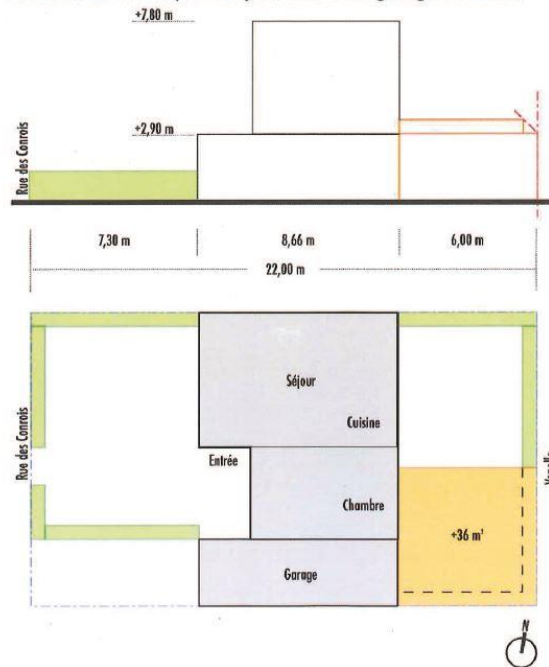 +7,80 m
+2,90 m
Rue des Conrois
7,30 m
8,66 m
6,00 m
22,00 m
Séjour
Cuisine
Rue des Conrois
Entrée
Chambre
+36 m²
Garage
N